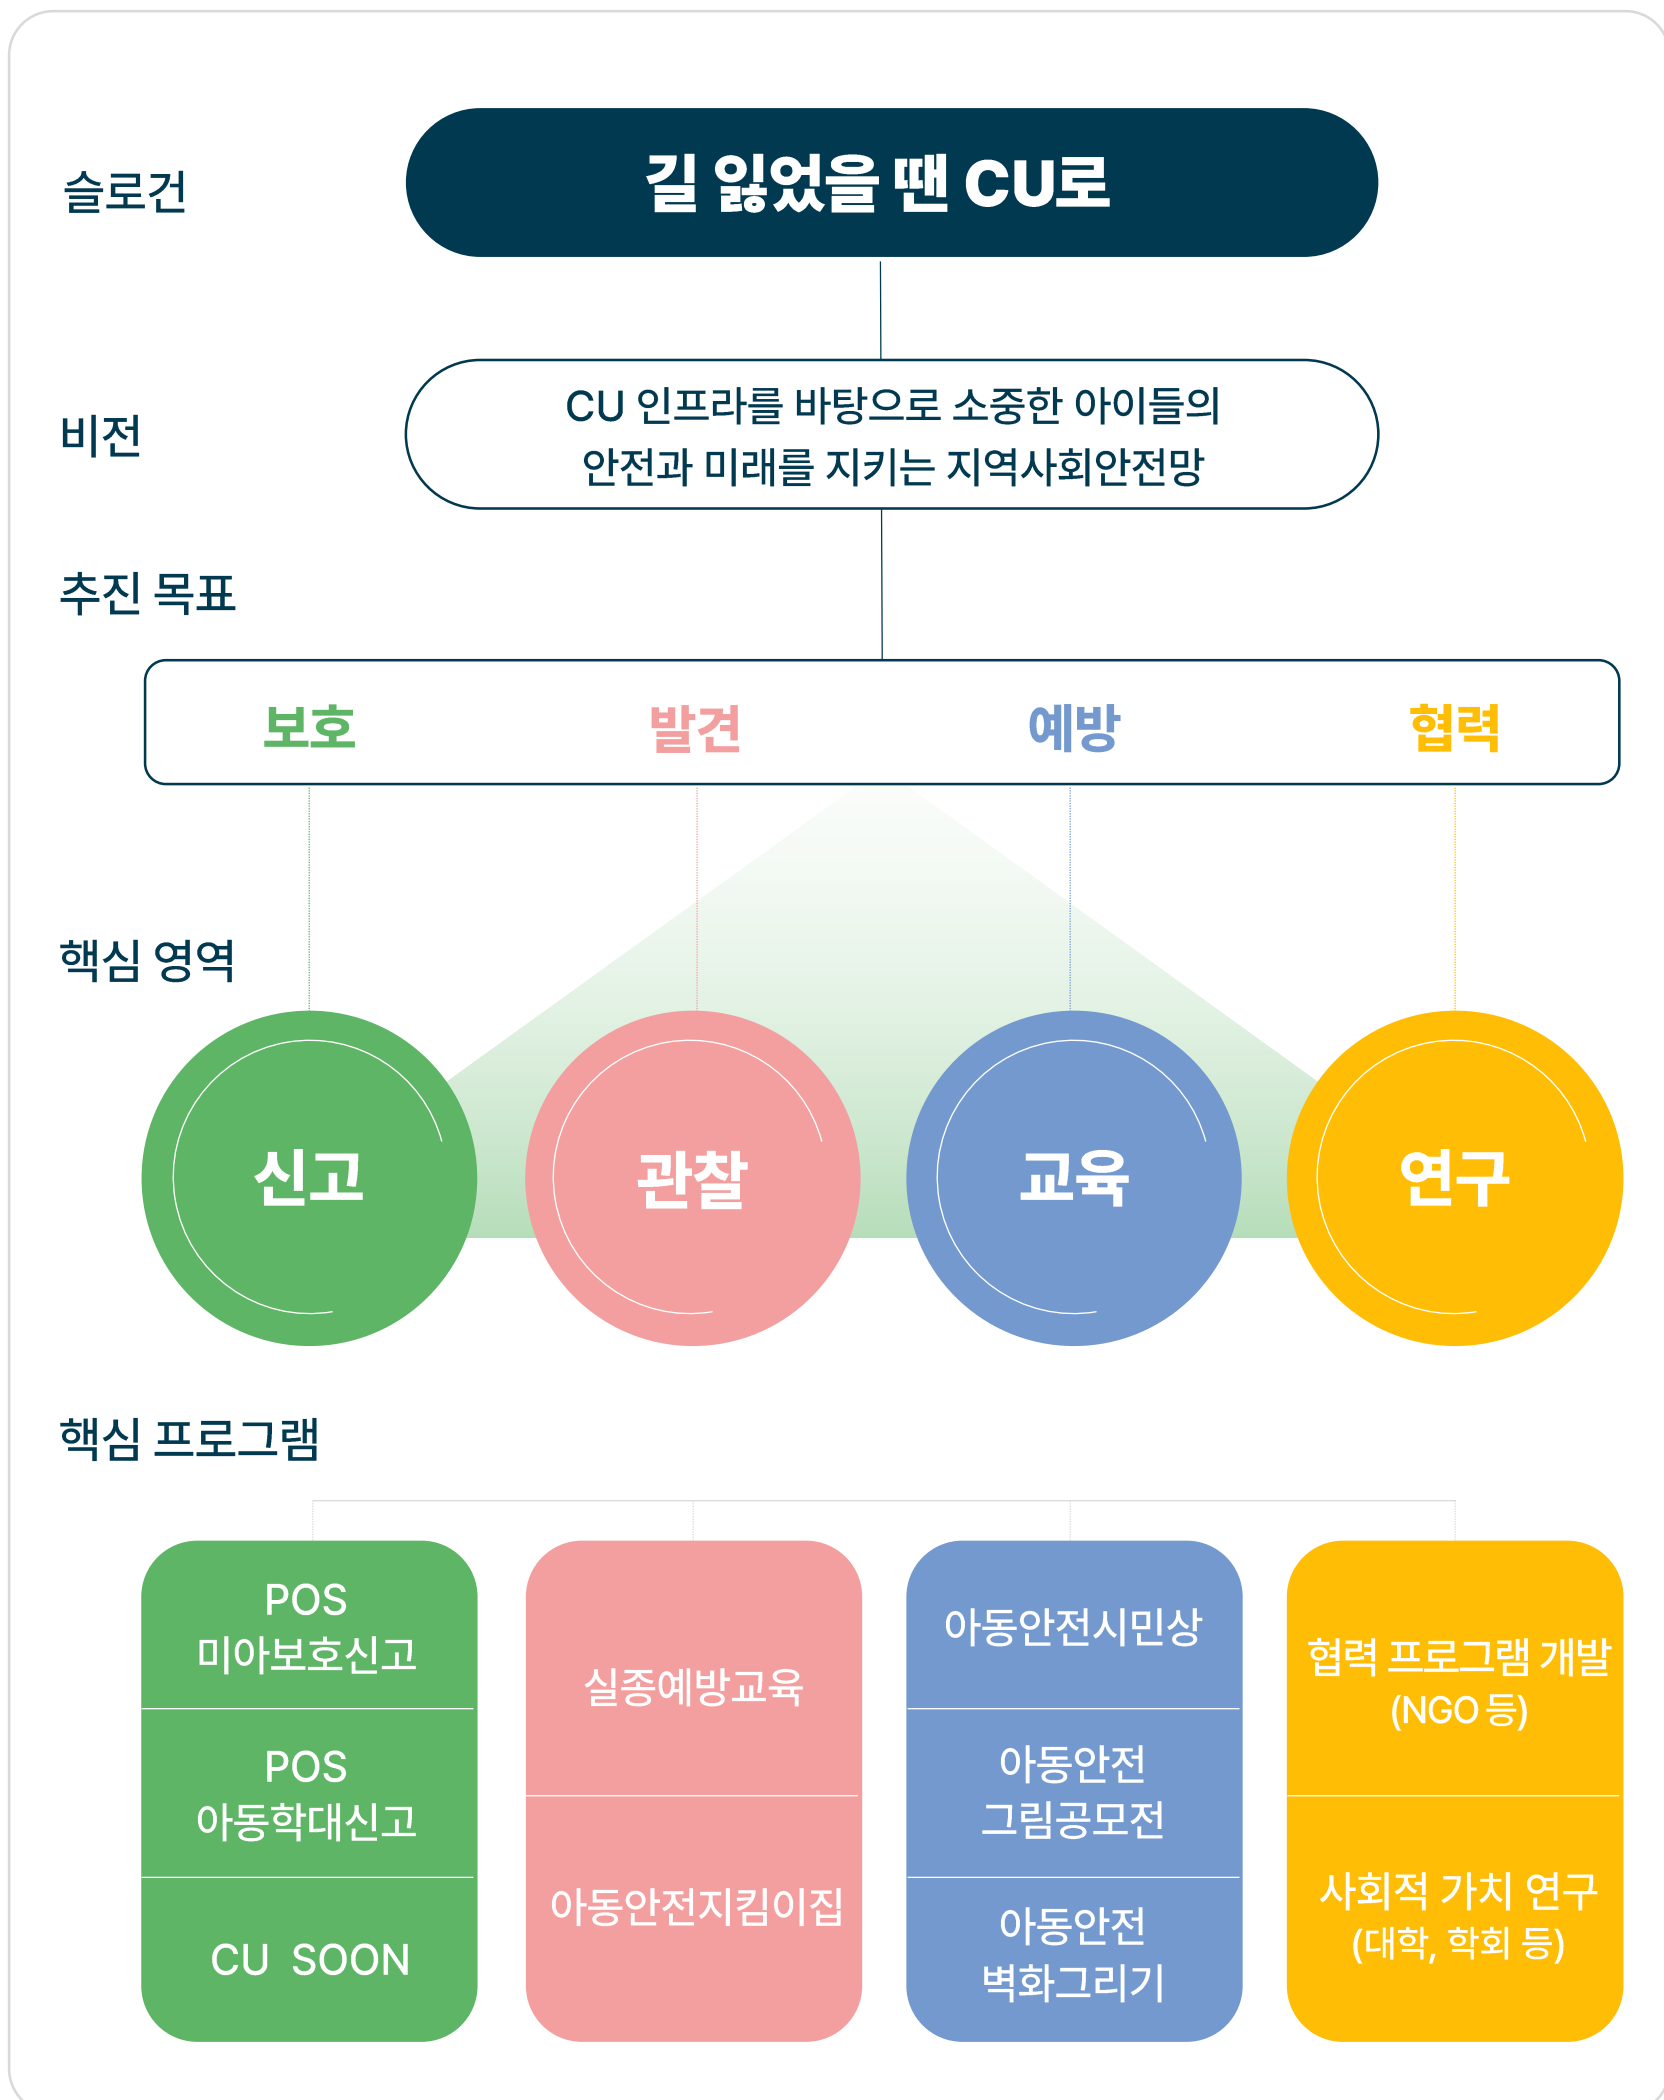 슬로건
길 잃었을 땐 CU로
비전
CU 인프라를 바탕으로 소중한 아이들의
안전과 미래를 지키는 지역사회안전망
추진 목표
보호
발견
예방
협력
핵심 영역
신고
관찰
교육
연구
핵심 프로그램
POS
미아보호신고
POS
아동학대신고
CU SOON
실종예방교육
아동안전지킴이집
아동안전시민상
아동안전
그림공모전
아동안전
벽화그리기
협력 프로그램 개발
(NGO 등)
사회적 가치 연구
(대학, 학회 등)